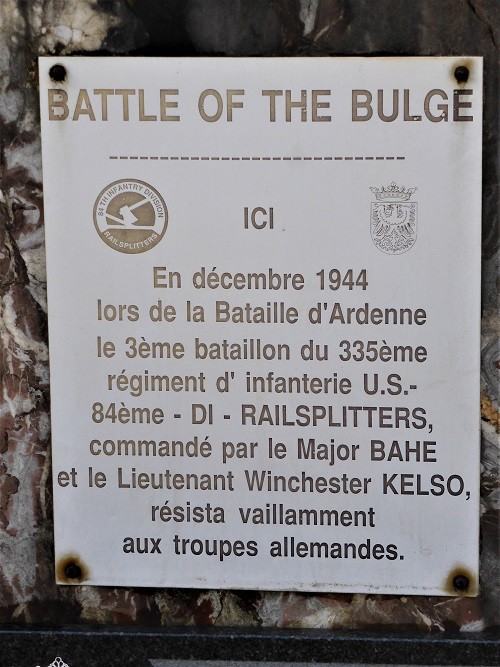 BATTLE OF THE BULGE
84 TH INFANTRY DIVISION
RAILSPLITTERS
ICI
En décembre 1944
lors de la Bataille d'Ardenne
le 3ème bataillon du 335ème
régiment d' infanterie U.S.-
84ème - DI - RAILSPLITTERS,
commandé par le Major BAHE
et le Lieutenant Winchester KELSO,
résista vaillamment
aux troupes allemandes.